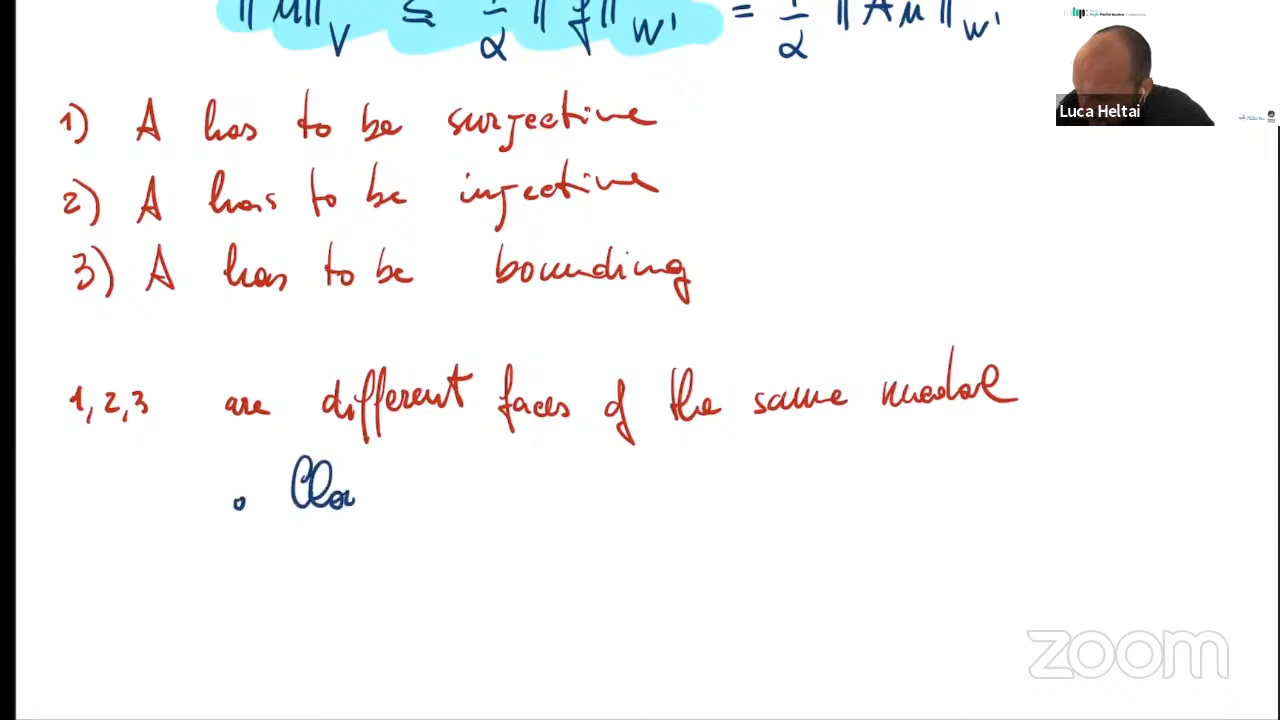 ‖u‖_V ≤ 1/α ‖f‖_W' = 1/α ‖Au‖_W'
Luca Heltai
1) A has to be surjective
2) A has to be injective
3) A has to be bounding
1,2,3 are different faces of the same medal
• Clos
zoom